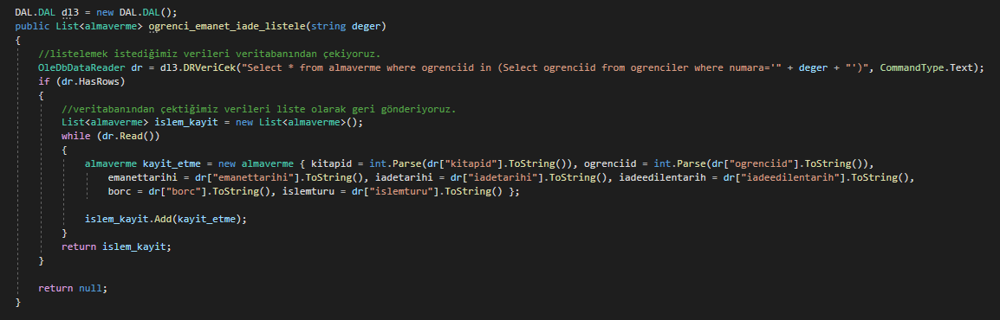 DAL.DAL dl3 = new DAL.DAL();
public List<almaverme> ogrenci_emanet_iade_listele(string deger)
{
//listelemek istediğimiz verileri veritabanından çekiyoruz.
OleDbDataReader dr = dl3.DRVeriCek("Select * from almaverme where ogrenciid in (Select ogrenciid from ogrenciler where numara='" + deger + "')", CommandType.Text);
if (dr.HasRows)
{
//veritabanından çektiğimiz verileri liste olarak geri gönderiyoruz.
List<almaverme> islem_kayit = new List<almaverme>();
while (dr.Read())
{
almaverme kayit_etme = new almaverme { kitapid = int.Parse(dr["kitapid"].ToString()), ogrenciid = int.Parse(dr["ogrenciid"].ToString()),
emanettarihi = dr["emanettarihi"].ToString(), iadetarihi = dr["iadetarihi"].ToString(), iadeedilentarih = dr["iadeedilentarih"].ToString(),
borc = dr["borc"].ToString(), islemturu = dr["islemturu"].ToString() };
islem_kayit.Add(kayit_etme);
}
return islem_kayit;
}
return null;
}